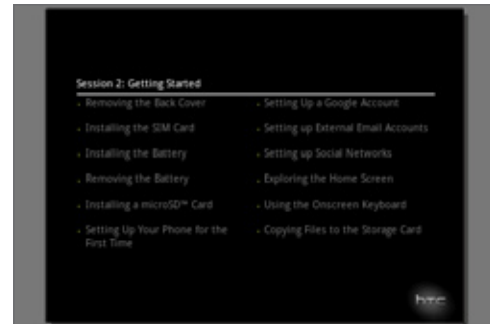 Session 2: Getting Started
• Removing the Back Cover
• Installing the SIM Card
• Installing the Battery
• Removing the Battery
• Installing a microSD™ Card
• Setting Up Your Phone for the
First Time
• Setting Up a Google Account
• Setting up External Email Accounts
• Setting up Social Networks
• Exploring the Home Screen
• Using the Onscreen Keyboard
• Copying Files to the Storage Card
htc